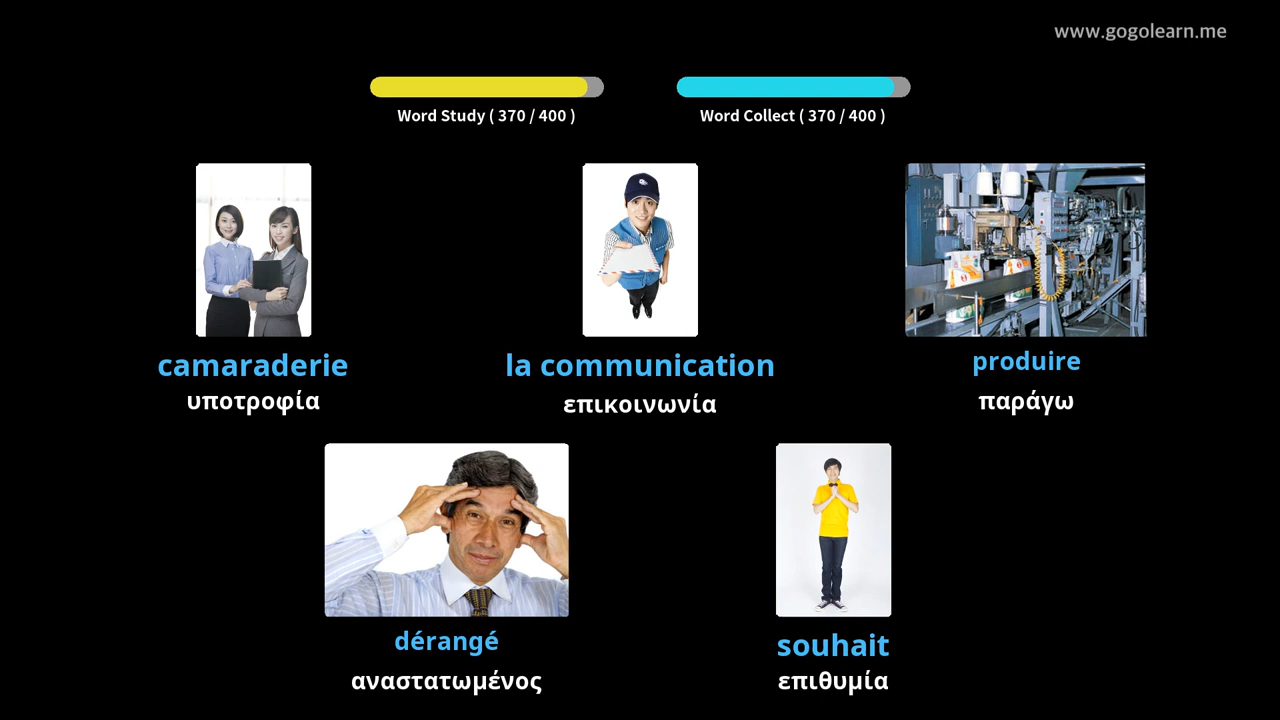 www.gogolearn.me
Word Study ( 370 / 400 )
Word Collect ( 370 / 400 )
camaraderie
υποτροφία
la communication
επικοινωνία
produire
παράγω
dérangé
αναστατωμένος
souhait
επιθυμία